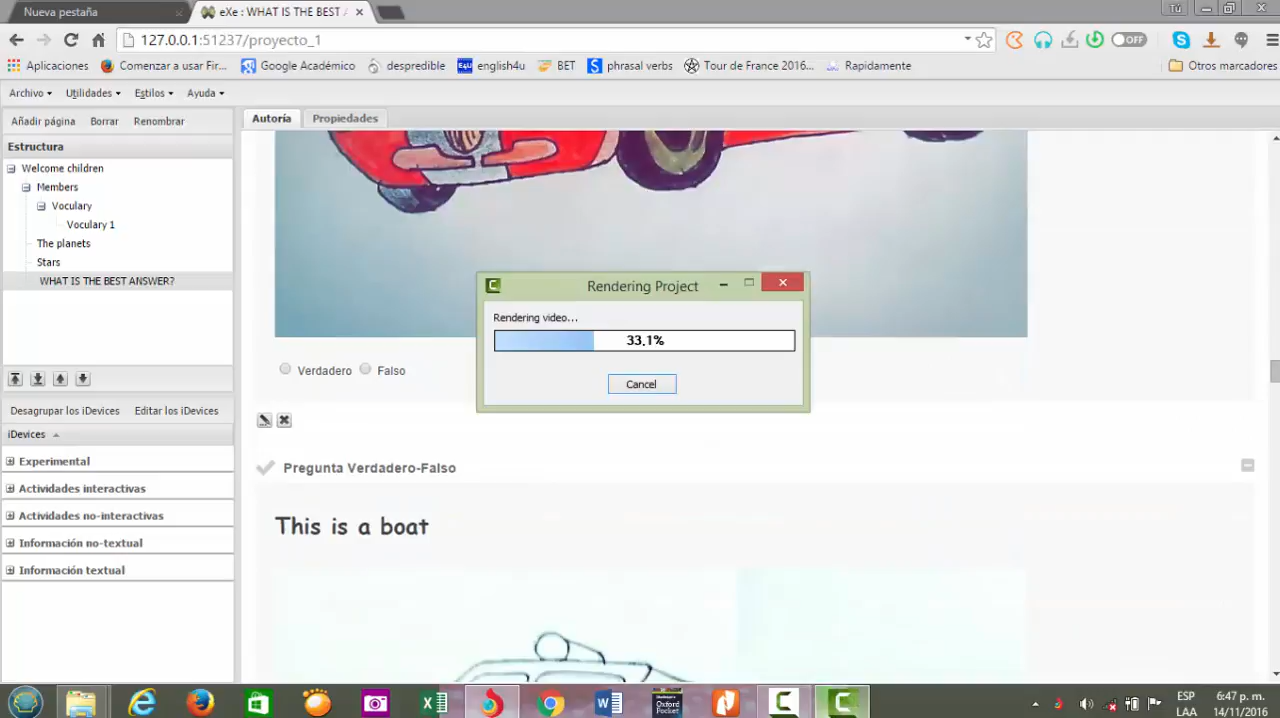 Nueva pestaña
eXe : WHAT IS THE BEST A
Tú
127.0.0.1:51237/proyecto_1
OFF
Aplicaciones
Comenzar a usar Fir...
Google Académico
despredible
E4U
english4u
BET
S
phrasal verbs
Tour de France 2016...
Rapidamente
Otros marcadores
Archivo
Utilidades
Estilos
Ayuda
Añadir página
Borrar
Renombrar
Autoría
Propiedades
Estructura
Welcome children
Members
Voculary
Voculary 1
The planets
Stars
WHAT IS THE BEST ANSWER?
Rendering Project
Rendering video...
33,1%
Cancel
Verdadero
Falso
Desagrupar los iDevices
Editar los iDevices
iDevices
Experimental
Actividades interactivas
Actividades no-interactivas
Información no-textual
Información textual
Pregunta Verdadero-Falso
This is a boat
Oxford
Pocket
ESP
LAA
6:47 p. m.
14/11/2016